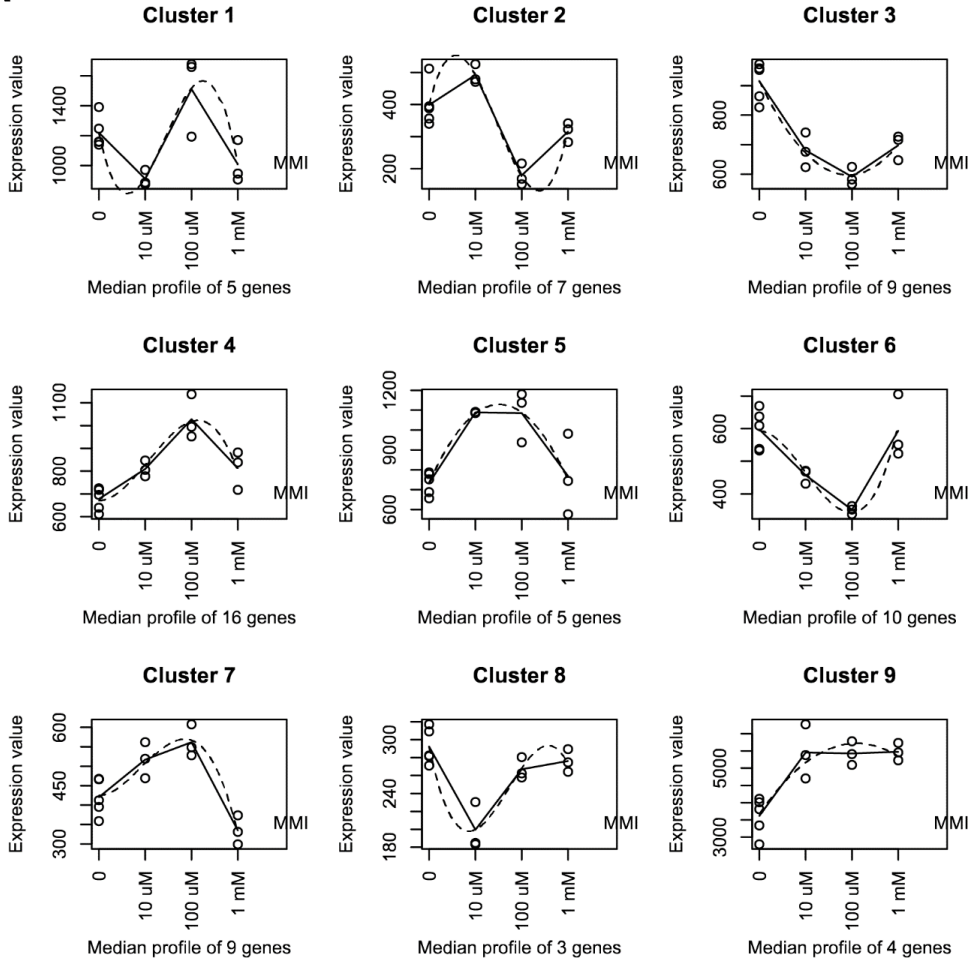 Cluster 1
Expression value
11000 14400
0 10 uM 100 uM 1 mM
MMI
Median profile of 5 genes
Cluster 2
Expression value
200 400
0 10 uM 100 uM 1 mM
MMI
Median profile of 7 genes
Cluster 3
Expression value
600 800
0 10 uM 100 uM 1 mM
MMI
Median profile of 9 genes
Cluster 4
Expression value
600 800 1100
0 10 uM 100 uM 1 mM
MMI
Median profile of 16 genes
Cluster 5
Expression value
600 900 1200
0 10 uM 100 uM 1 mM
MMI
Median profile of 5 genes
Cluster 6
Expression value
400 600
0 10 uM 100 uM 1 mM
MMI
Median profile of 10 genes
Cluster 7
Expression value
300 450 600
0 10 uM 100 uM 1 mM
MMI
Median profile of 9 genes
Cluster 8
Expression value
180 240 300
0 10 uM 100 uM 1 mM
MMI
Median profile of 3 genes
Cluster 9
Expression value
3000 5000
0 10 uM 100 uM 1 mM
MMI
Median profile of 4 genes